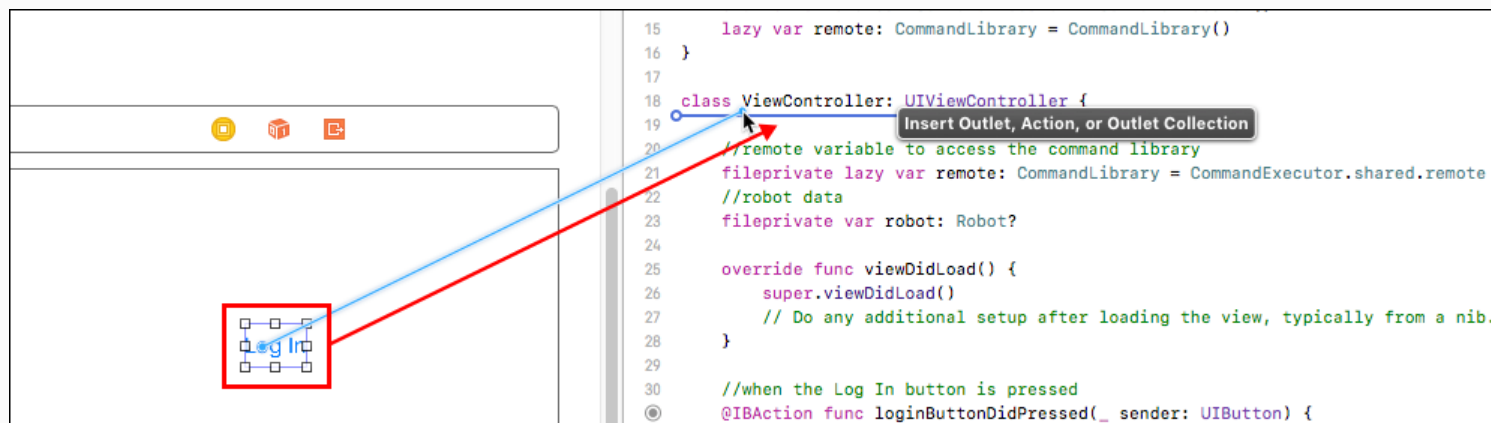 15 lazy var remote: CommandLibrary = CommandLibrary()
16 }
17
18 class ViewController: UIViewController {
19
Insert Outlet, Action, or Outlet Collection
20 //remote variable to access the command library
21 fileprivate lazy var remote: CommandLibrary = CommandExecutor.shared.remote
22 //robot data
23 fileprivate var robot: Robot?
24
25 override func viewDidLoad() {
26 super.viewDidLoad()
27 // Do any additional setup after loading the view, typically from a nib.
28 }
29
30 //when the Log In button is pressed
@IBAction func loginButtonDidPressed(_ sender: UIButton) {
Log In